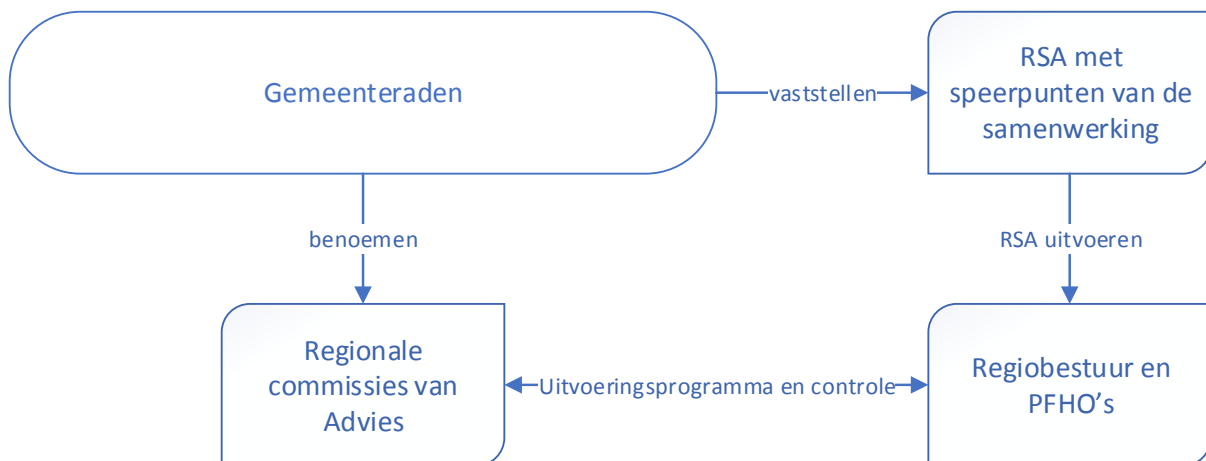 Gemeenteraden
vaststellen
RSA met
speerpunten van de
samenwerking
benoemen
RSA uitvoeren
Regionale
commissies van
Advies
Uitvoeringsprogramma en controle
Regiobestuur en
PFHO’s